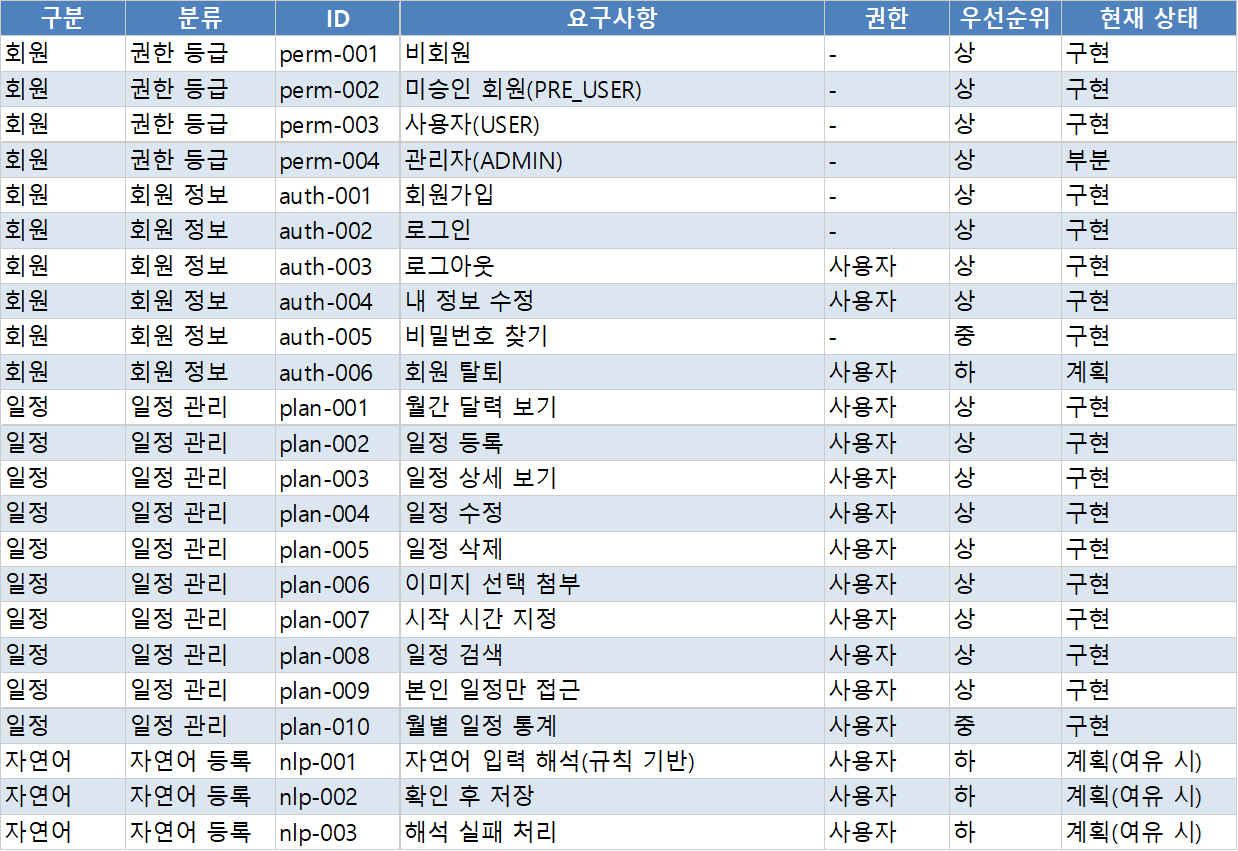 구분 분류 ID 요구사항 권한 우선순위 현재 상태
회원 권한 등급 perm-001 비회원 - 상 구현
회원 권한 등급 perm-002 미승인 회원(PRE_USER) - 상 구현
회원 권한 등급 perm-003 사용자(USER) - 상 구현
회원 권한 등급 perm-004 관리자(ADMIN) - 상 부분
회원 회원 정보 auth-001 회원가입 - 상 구현
회원 회원 정보 auth-002 로그인 - 상 구현
회원 회원 정보 auth-003 로그아웃 사용자 상 구현
회원 회원 정보 auth-004 내 정보 수정 사용자 상 구현
회원 회원 정보 auth-005 비밀번호 찾기 - 중 구현
회원 회원 정보 auth-006 회원 탈퇴 사용자 하 계획
일정 일정 관리 plan-001 월간 달력 보기 사용자 상 구현
일정 일정 관리 plan-002 일정 등록 사용자 상 구현
일정 일정 관리 plan-003 일정 상세 보기 사용자 상 구현
일정 일정 관리 plan-004 일정 수정 사용자 상 구현
일정 일정 관리 plan-005 일정 삭제 사용자 상 구현
일정 일정 관리 plan-006 이미지 선택 첨부 사용자 상 구현
일정 일정 관리 plan-007 시작 시간 지정 사용자 상 구현
일정 일정 관리 plan-008 일정 검색 사용자 상 구현
일정 일정 관리 plan-009 본인 일정만 접근 사용자 상 구현
일정 일정 관리 plan-010 월별 일정 통계 사용자 중 구현
자연어 자연어 등록 nlp-001 자연어 입력 해석(규칙 기반) 사용자 하 계획(여유 시)
자연어 자연어 등록 nlp-002 확인 후 저장 사용자 하 계획(여유 시)
자연어 자연어 등록 nlp-003 해석 실패 처리 사용자 하 계획(여유 시)